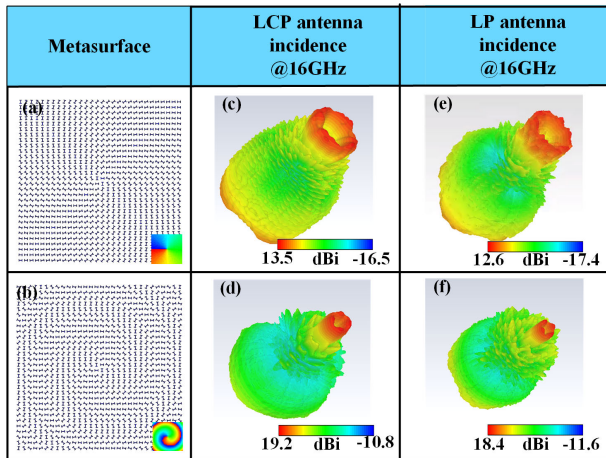 Metasurface
LCP antenna
incidence
@16GHz
LP antenna
incidence
@16GHz
(a)
(c)
(e)
13.5 dBi -16.5
12.6 dBi -17.4
(b)
(d)
(f)
19.2 dBi -10.8
18.4 dBi -11.6